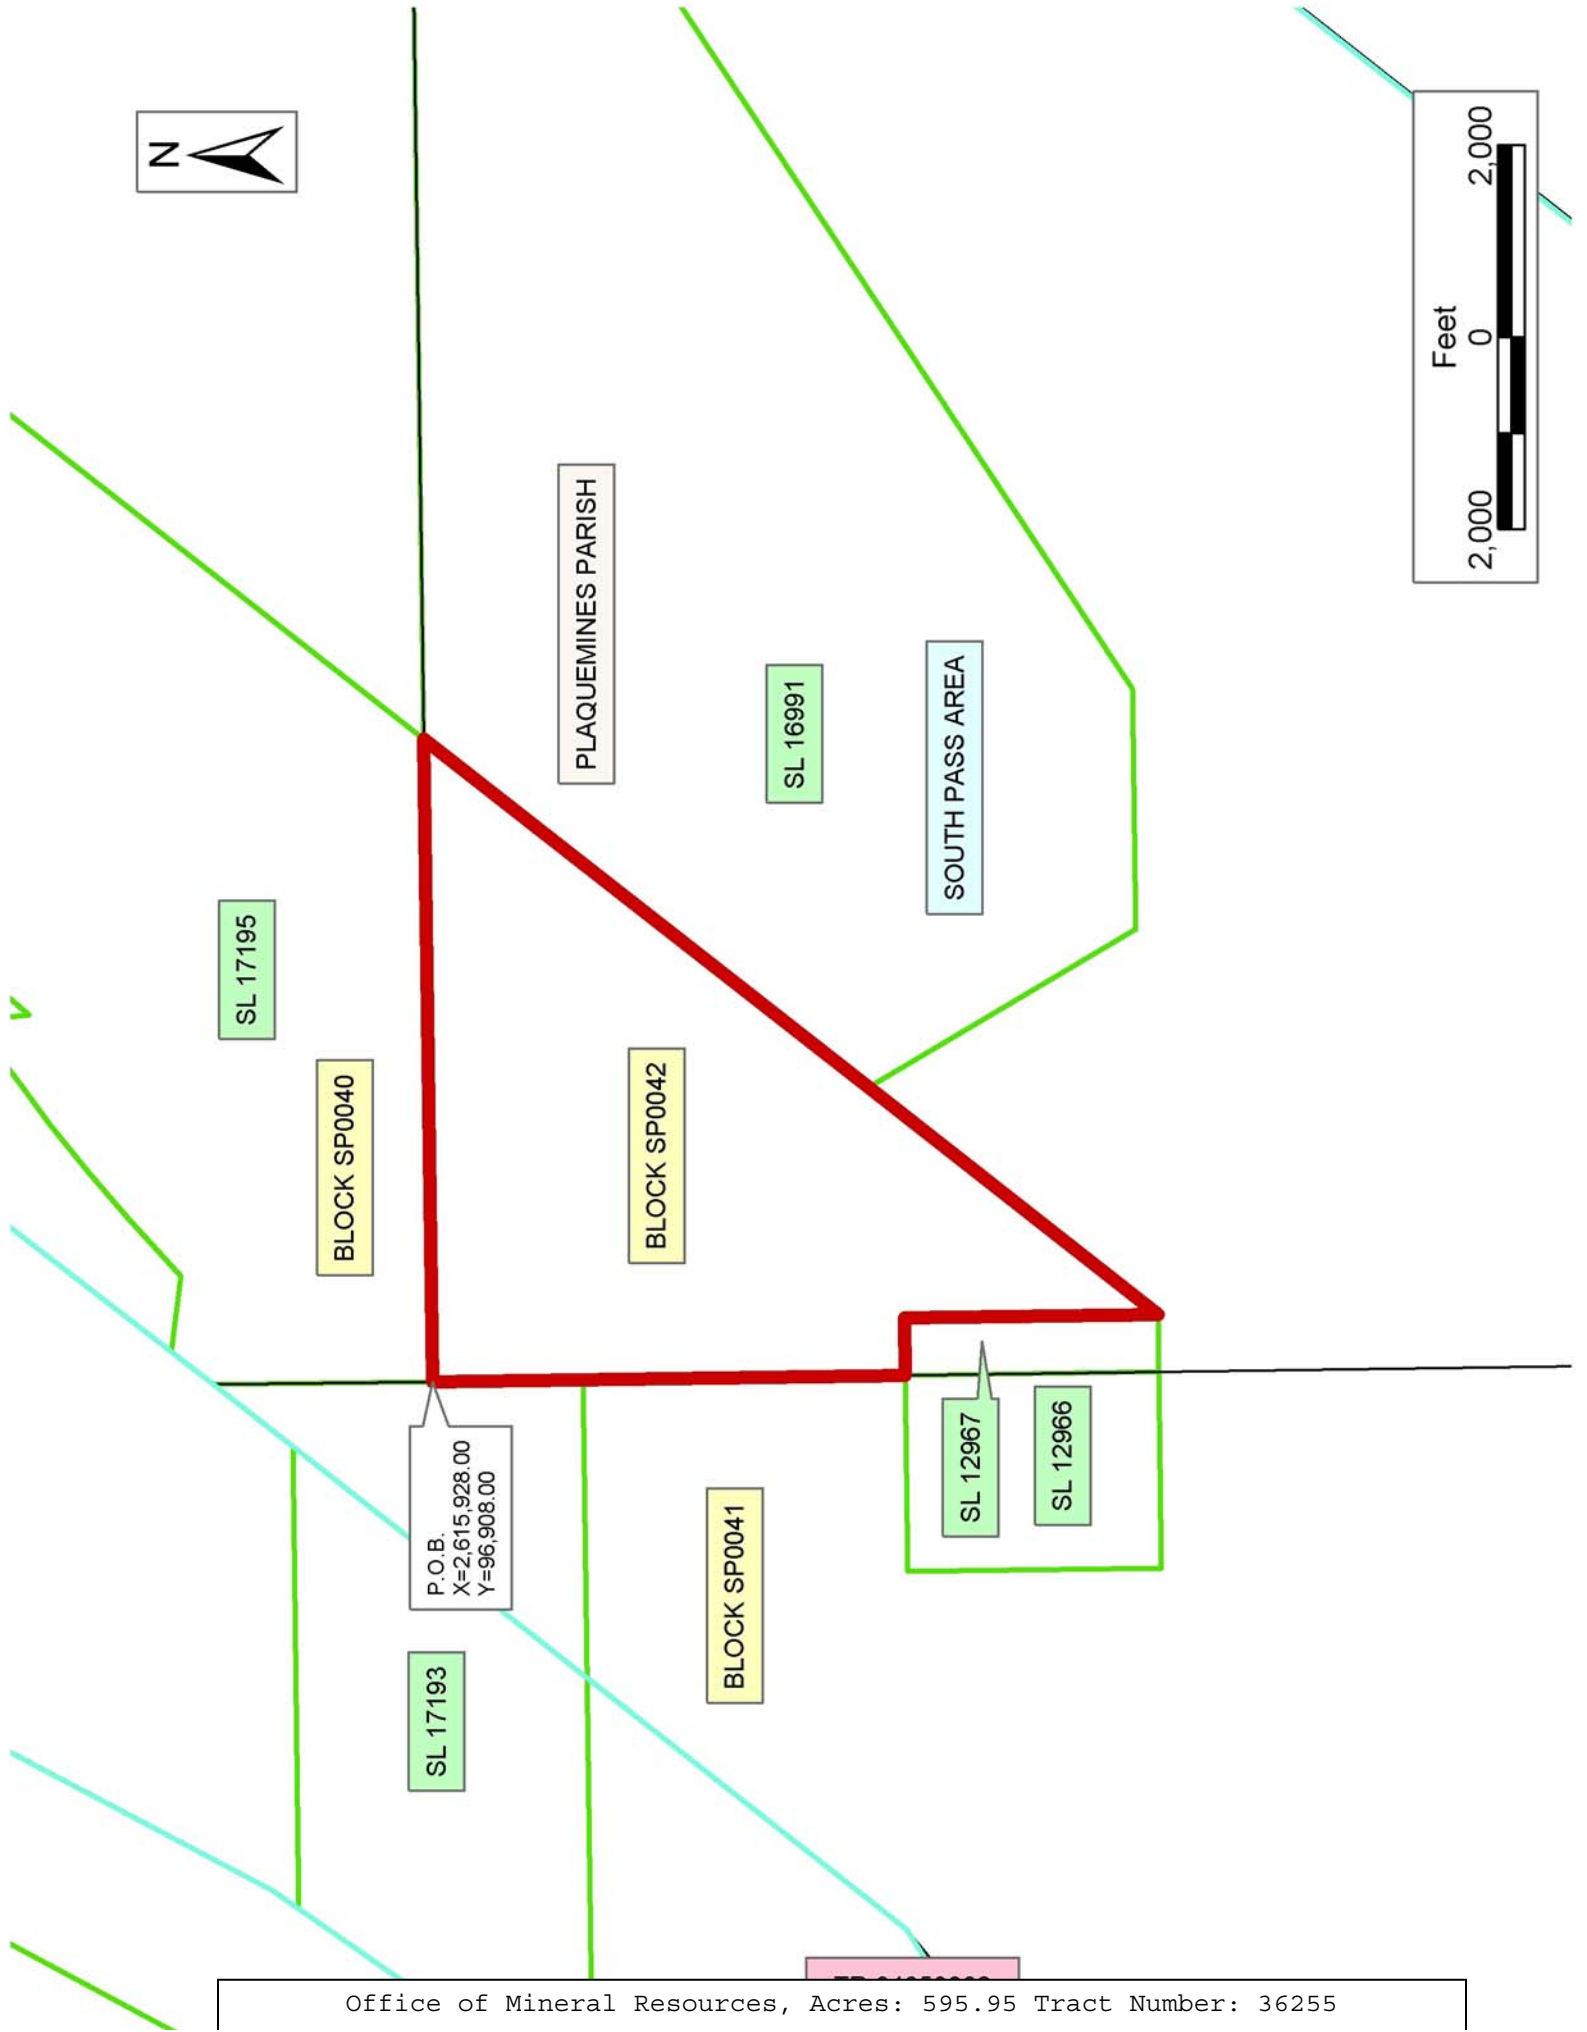 N
SL 17195
BLOCK SP0040
PLAQUEMINES PARISH
BLOCK SP0042
SL 16991
SOUTH PASS AREA
P.O.B.
X=2,615,928.00
Y=96,908.00
SL 17193
BLOCK SP0041
SL 12967
SL 12966
Feet
2,000 0 2,000
Office of Mineral Resources, Acres: 595.95 Tract Number: 36255